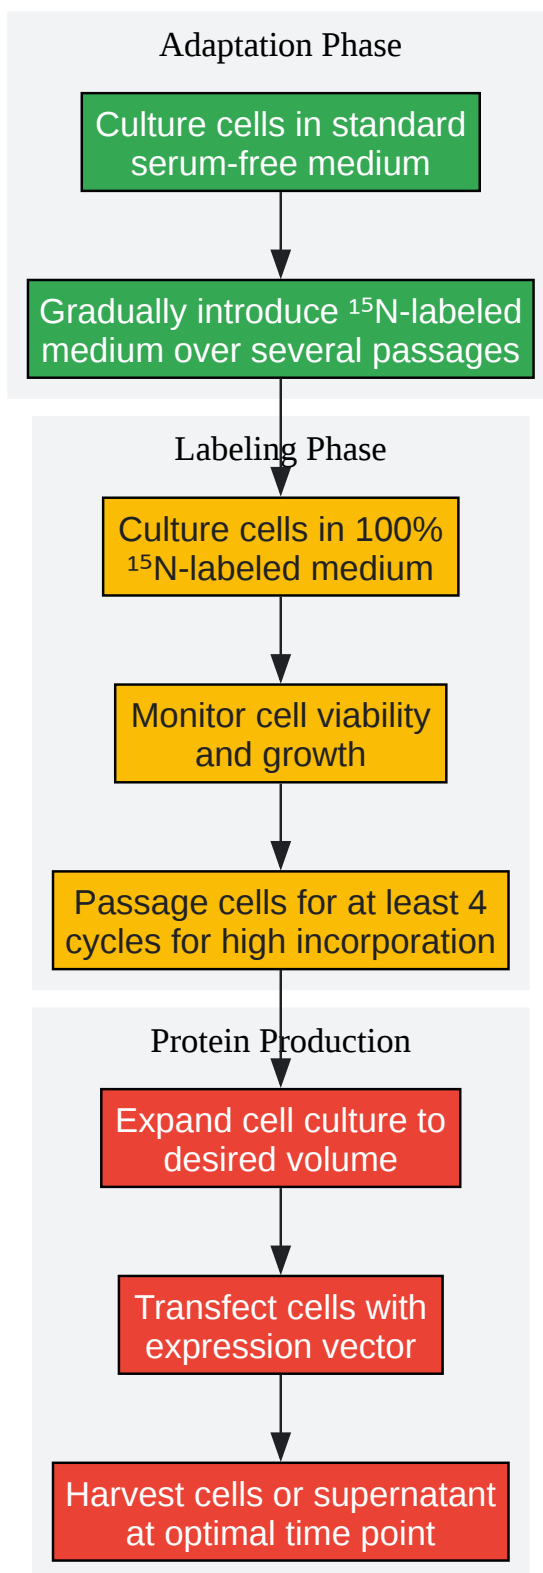 Adaptation Phase
Culture cells in standard
serum-free medium
Gradually introduce ¹⁵N-labeled
medium over several passages
Labeling Phase
Culture cells in 100%
¹⁵N-labeled medium
Monitor cell viability
and growth
Passage cells for at least 4
cycles for high incorporation
Protein Production
Expand cell culture to
desired volume
Transfect cells with
expression vector
Harvest cells or supernatant
at optimal time point